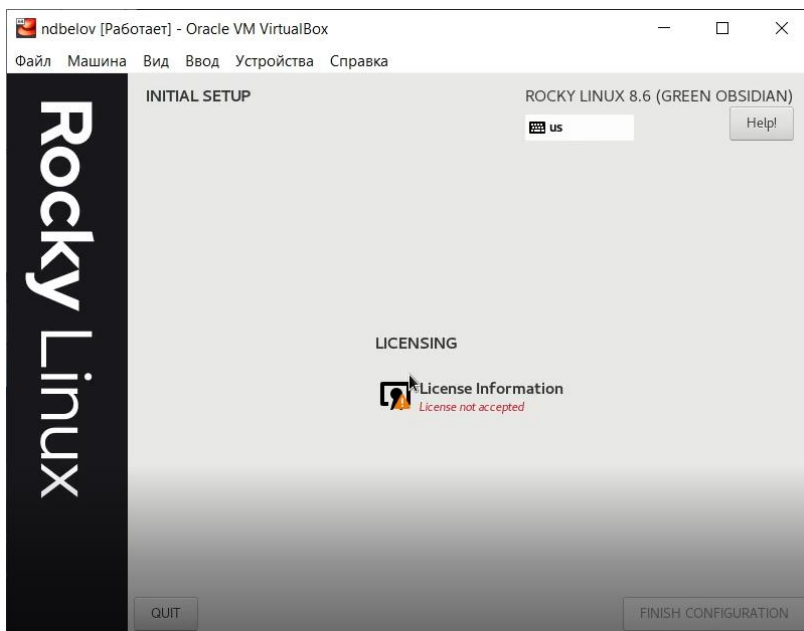 ndbelov [Работает] - Oracle VM VirtualBox
Файл Машина Вид Ввод Устройства Справка
Rocky Linux
INITIAL SETUP
ROCKY LINUX 8.6 (GREEN OBSIDIAN)
us
Help!
LICENSING
License Information
License not accepted
QUIT
FINISH CONFIGURATION